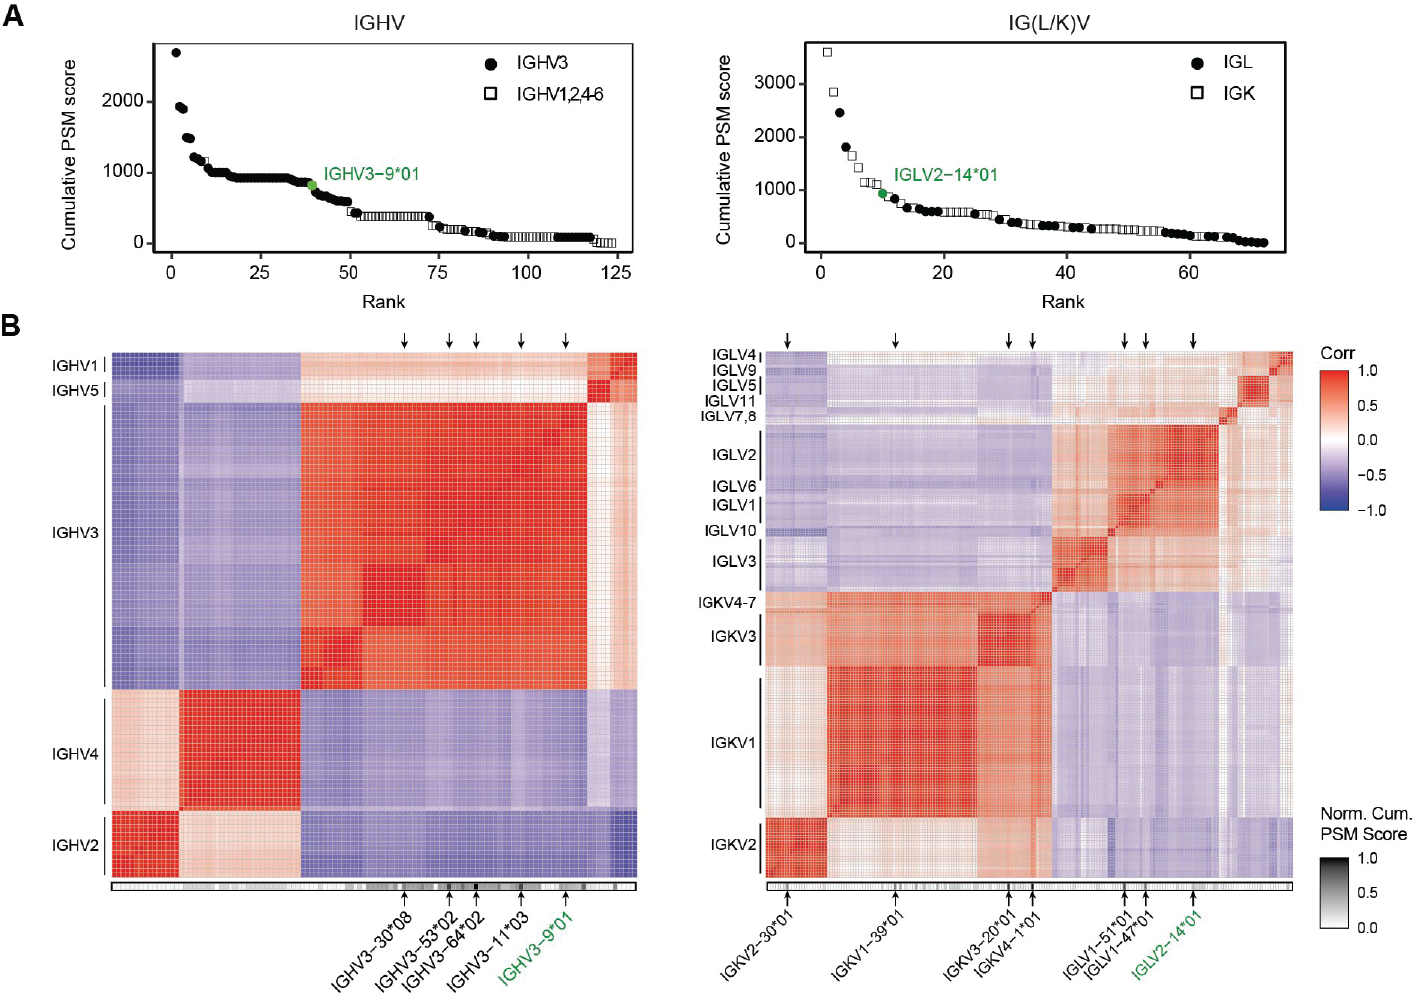 A
IGHV
IG(L/K)V
Cumulative PSM score
2000
1000
0
IGHV3
IGHV1,2,4-6
IGHV3−9*01
0
25
50
75
100
125
Rank
Cumulative PSM score
3000
2000
1000
0
IGL
IGK
IGLV2−14*01
0
20
40
60
Rank
B
IGHV1
IGHV5
IGHV3
IGHV4
IGHV2
IGHV3−30*08
IGHV3−53*02
IGHV3−64*02
IGHV3−11*03
IGHV3−9*01
IGLV4
IGLV9
IGLV5
IGLV11
IGLV7,8
IGLV2
IGLV6
IGLV1
IGLV10
IGLV3
IGKV4-7
IGKV3
IGKV1
IGKV2
IGKV2−30*01
IGKV1−39*01
IGKV3−20*01
IGKV4−1*01
IGLV1−51*01
IGLV1−47*01
IGLV2−14*01
Corr
1.0
0.5
0.0
−0.5
−1.0
Norm. Cum.
PSM Score
1.0
0.5
0.0